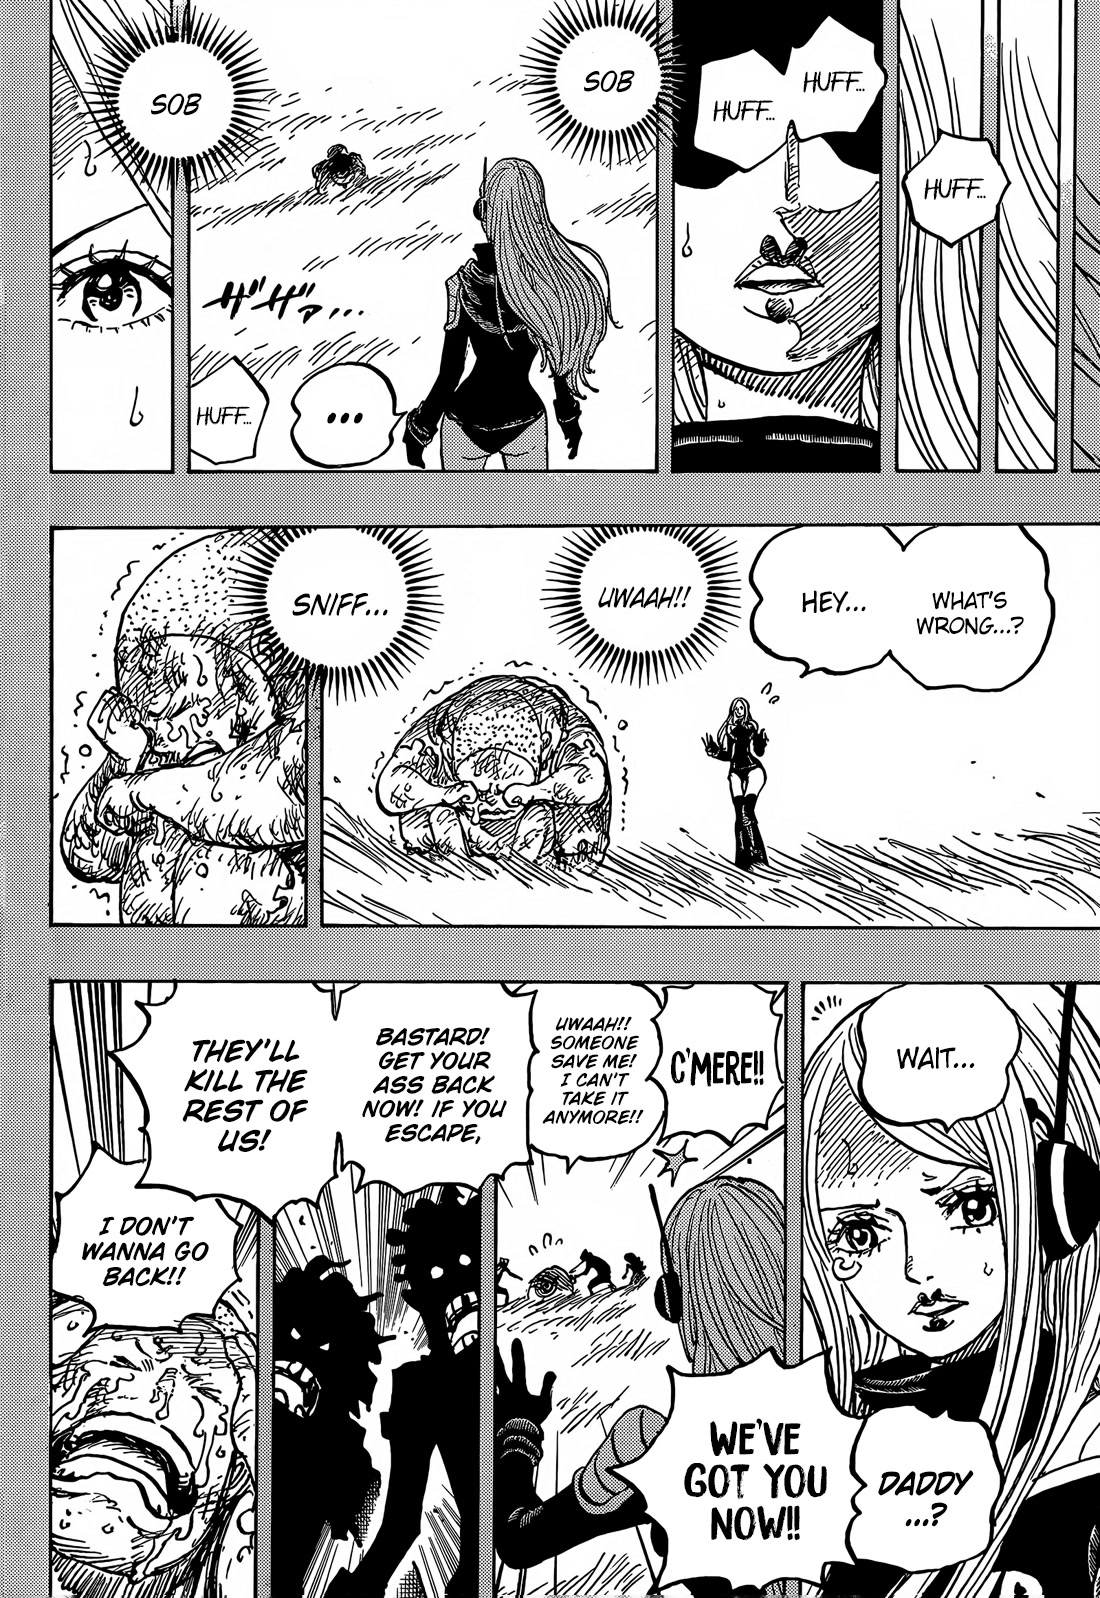 HUFF...
HUFF...
HUFF...
SOB
SOB
ザザァ...
...
HUFF...
HEY...
WHAT'S
WRONG...?
UWAAH!!
SNIFF...
WAIT...
DADDY
...?
C'MERE!!
UWAAH!!
SOMEONE
SAVE ME!
I CAN'T
TAKE IT
ANYMORE!!
WE'VE
GOT YOU
NOW!!
BASTARD!
GET YOUR
ASS BACK
NOW! IF YOU
ESCAPE,
THEY'LL
KILL THE
REST OF
US!
I DON'T
WANNA GO
BACK!!